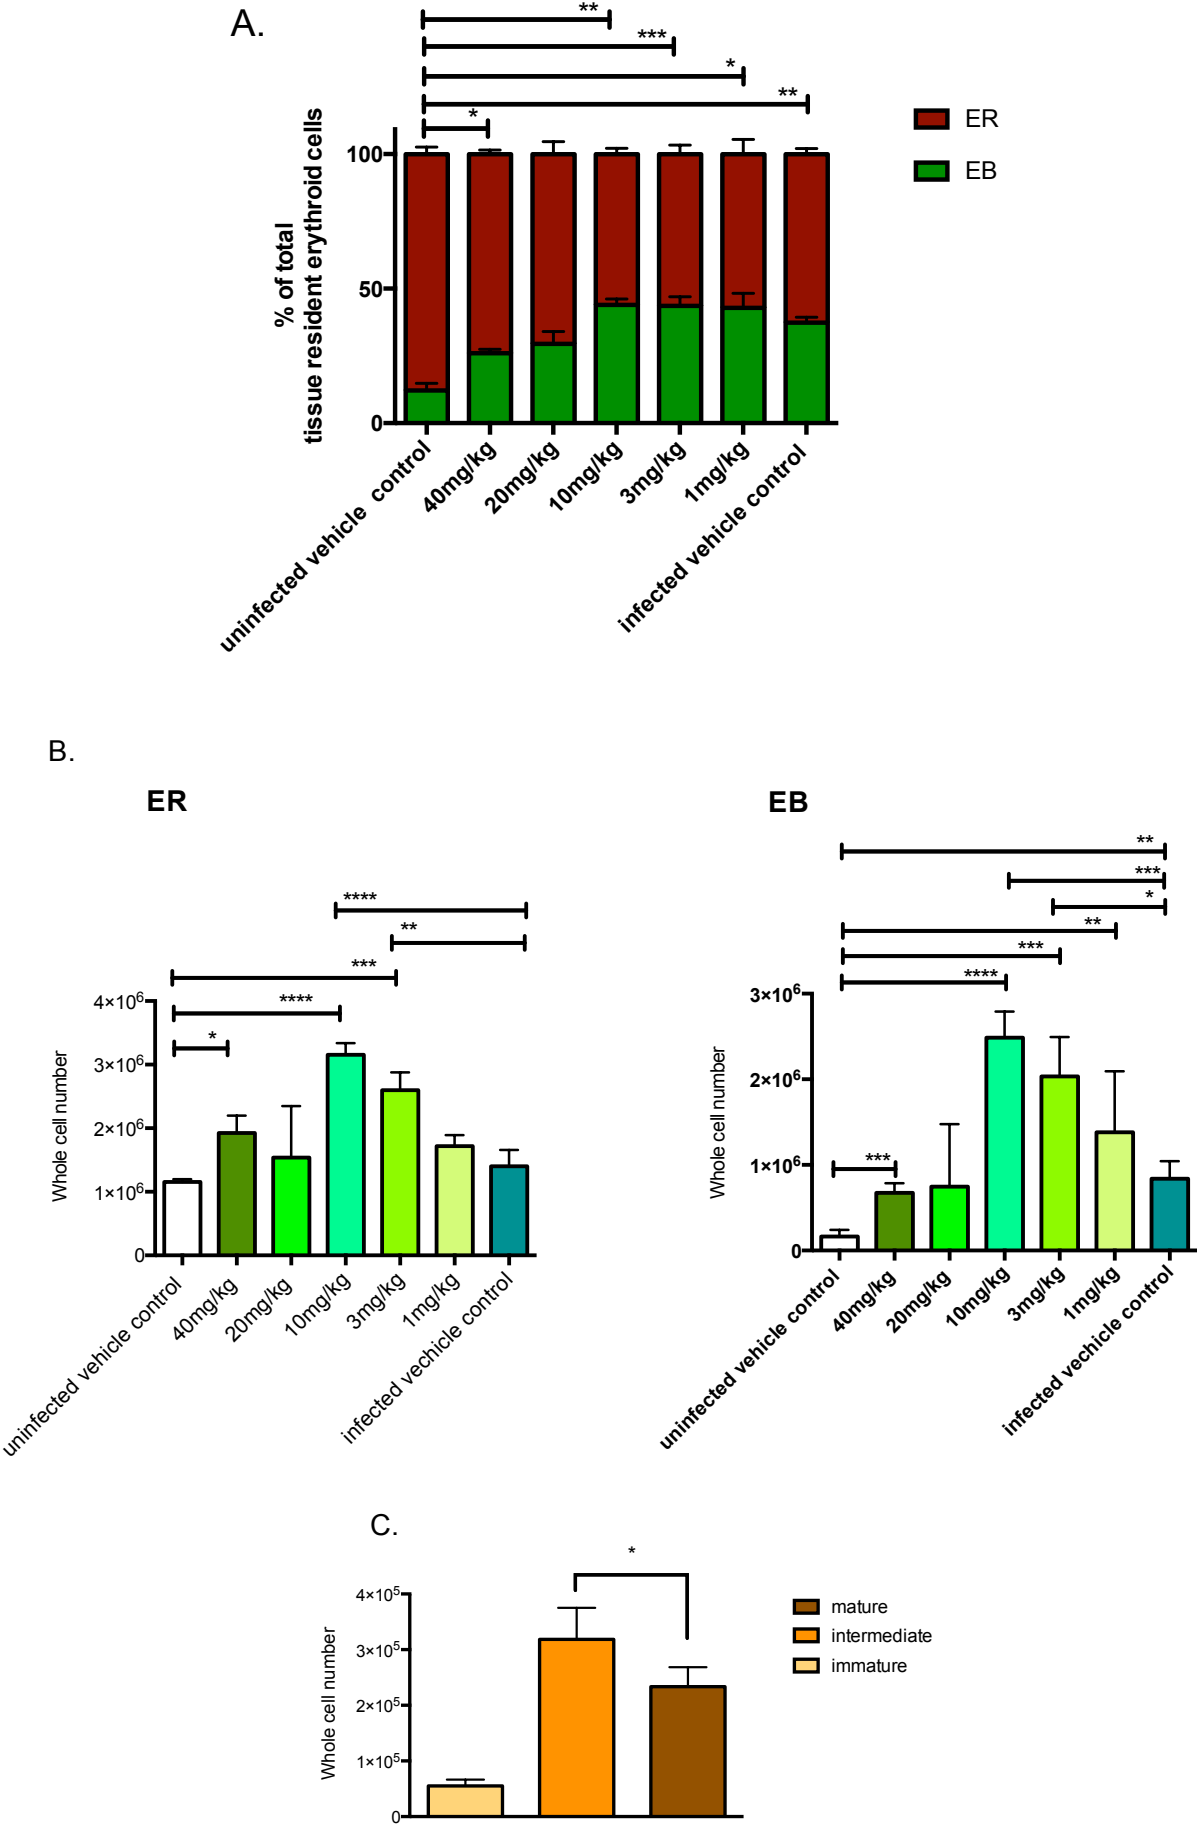 A.
**
***
*
**
*
ER
EB
% of total
tissue resident erythroid cells
100
50
0
uninfected vehicle control
40mg/kg
20mg/kg
10mg/kg
3mg/kg
1mg/kg
infected vehicle control
B.
ER
****
**
***
****
*
Whole cell number
4×10⁶
3×10⁶
2×10⁶
1×10⁶
0
uninfected vehicle control
40mg/kg
20mg/kg
10mg/kg
3mg/kg
1mg/kg
infected vechicle control
EB
**
***
*
**
***
****
***
Whole cell number
3×10⁶
2×10⁶
1×10⁶
0
uninfected vehicle control
40mg/kg
20mg/kg
10mg/kg
3mg/kg
1mg/kg
infected vechicle control
C.
*
Whole cell number
4×10⁵
3×10⁵
2×10⁵
1×10⁵
0
mature
intermediate
immature